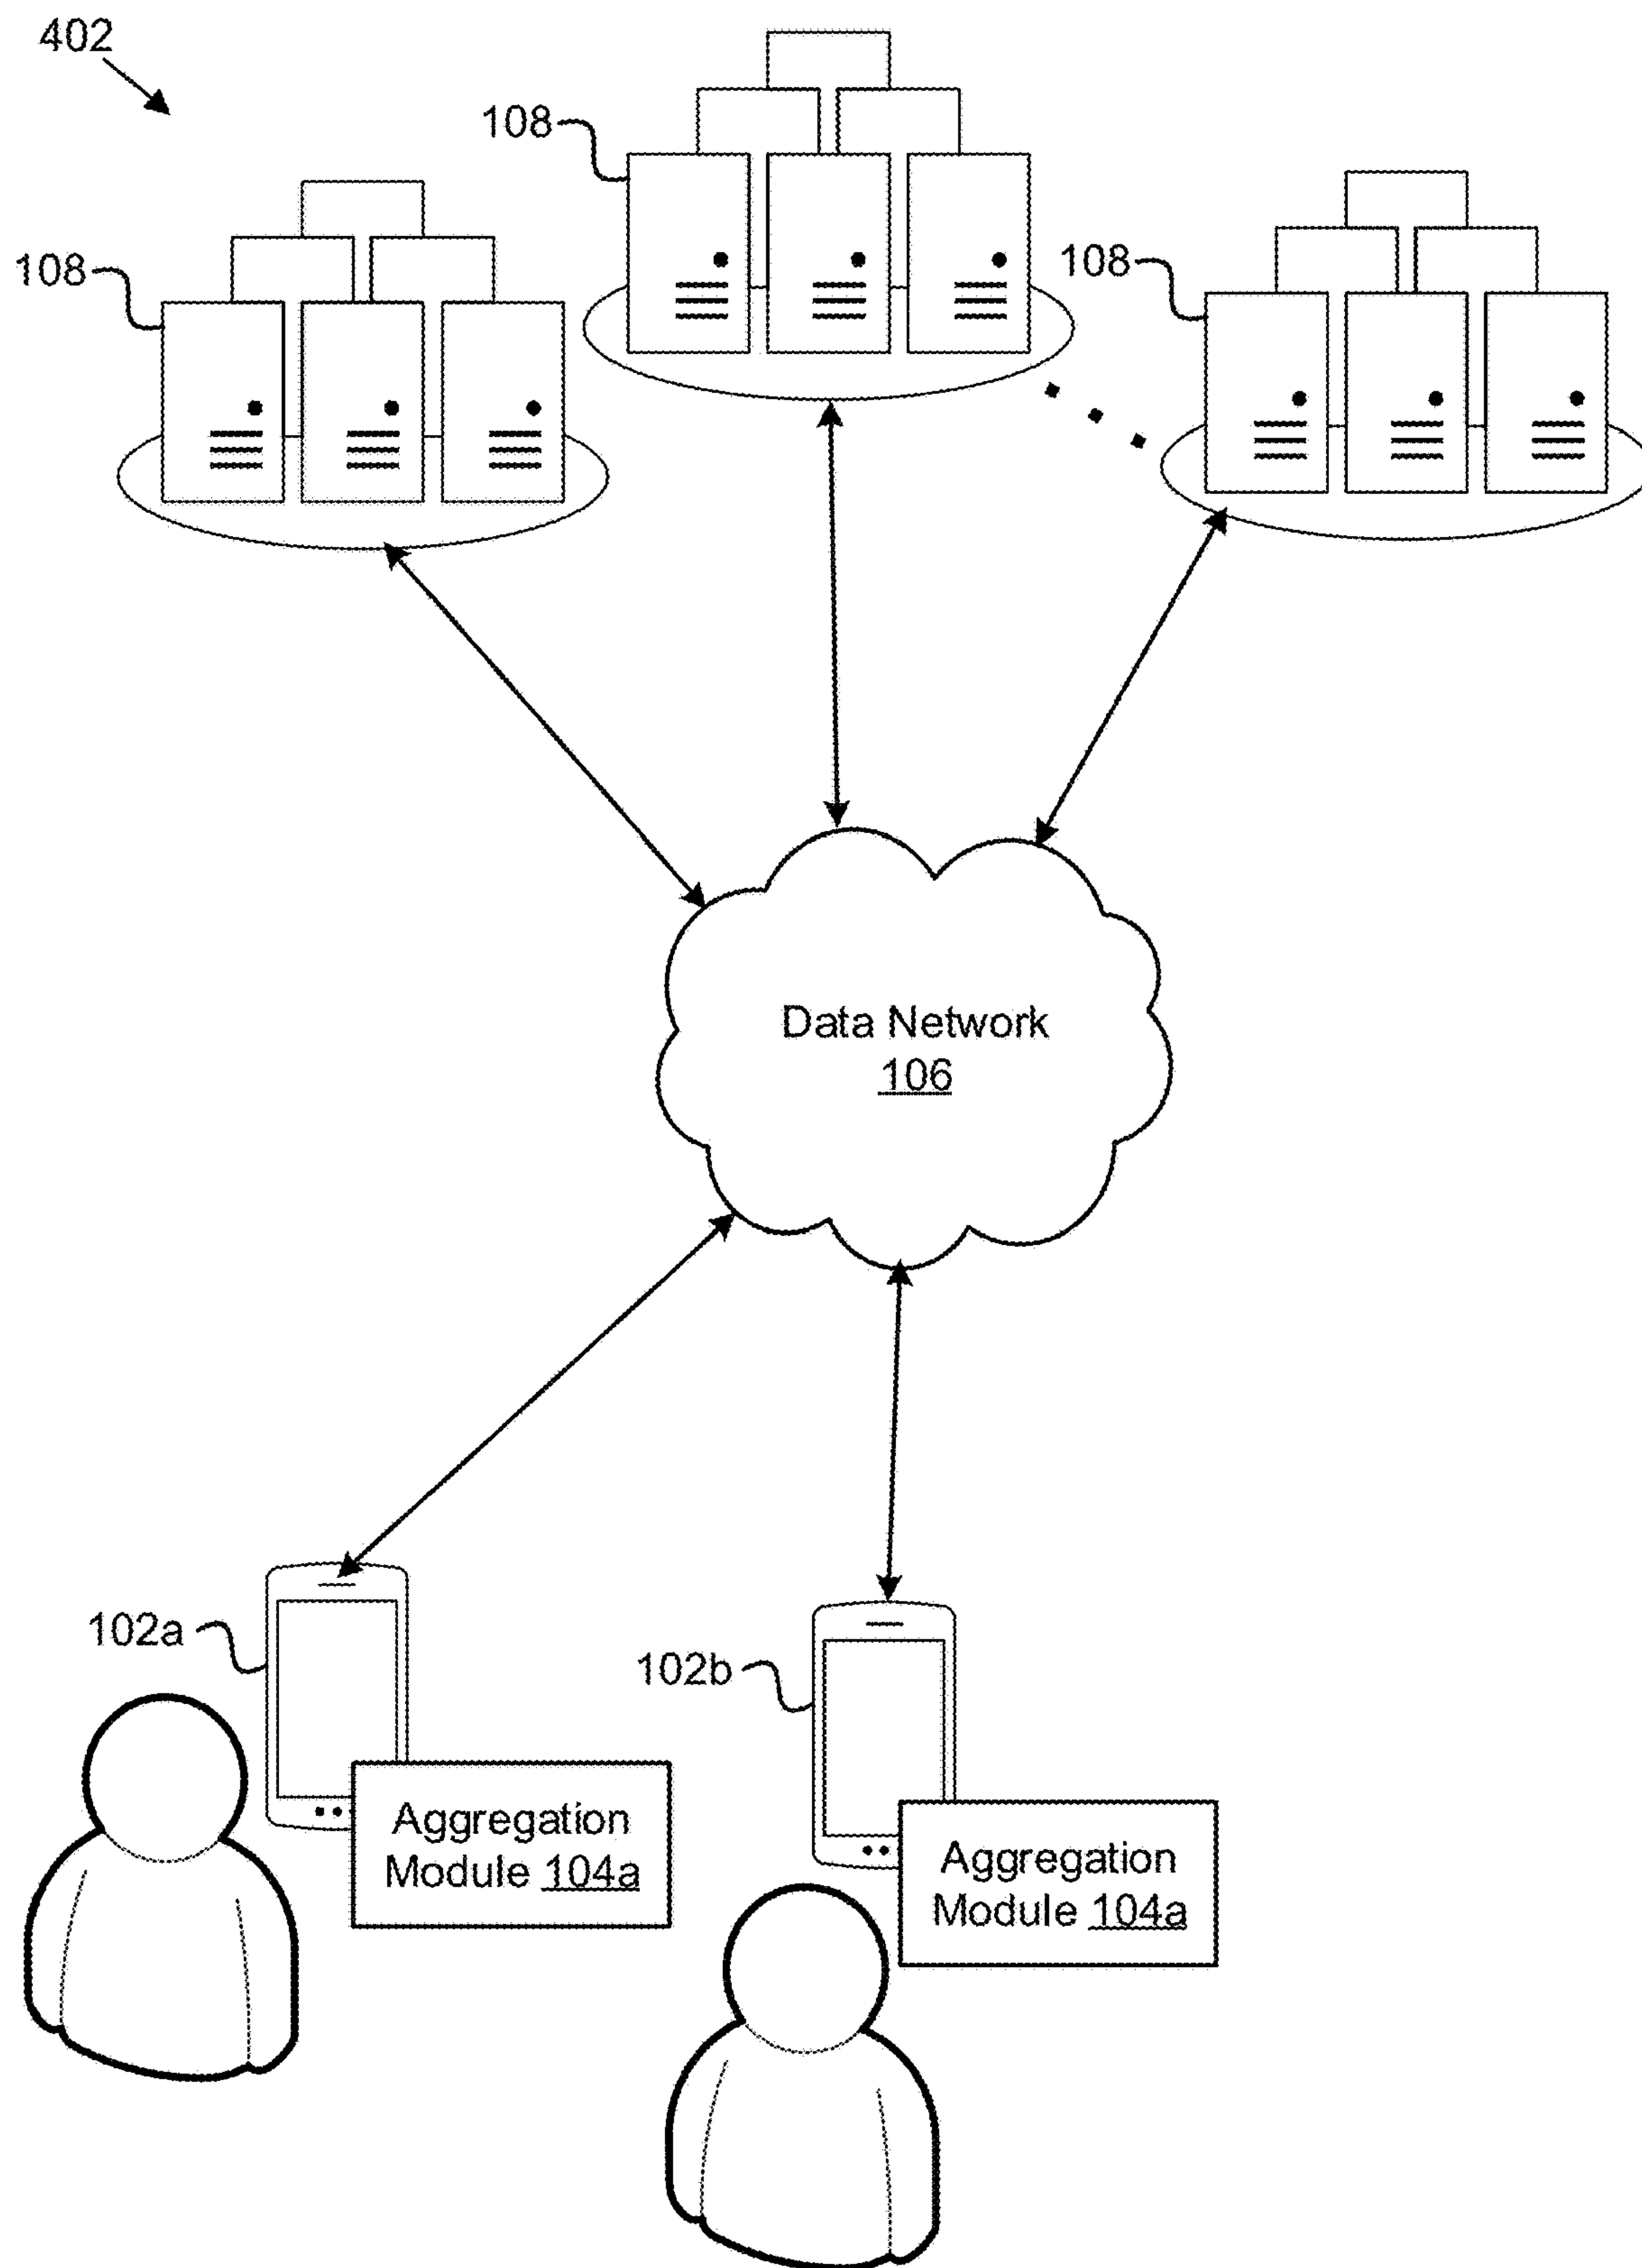 402
108
108
108
Data Network
106
102a
102b
Aggregation
Module 104a
Aggregation
Module 104a